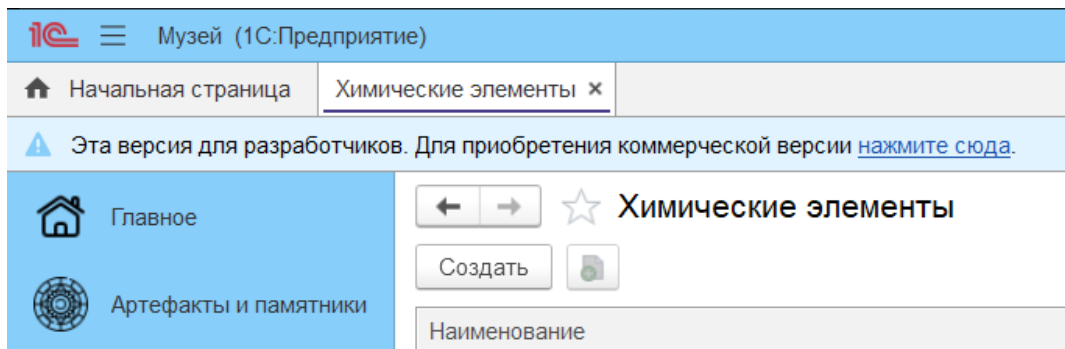 1С Музей (1С:Предприятие)
Начальная страница Химические элементы ×
Эта версия для разработчиков. Для приобретения коммерческой версии нажмите сюда.
Главное
Химические элементы
Создать
Артефакты и памятники
Наименование